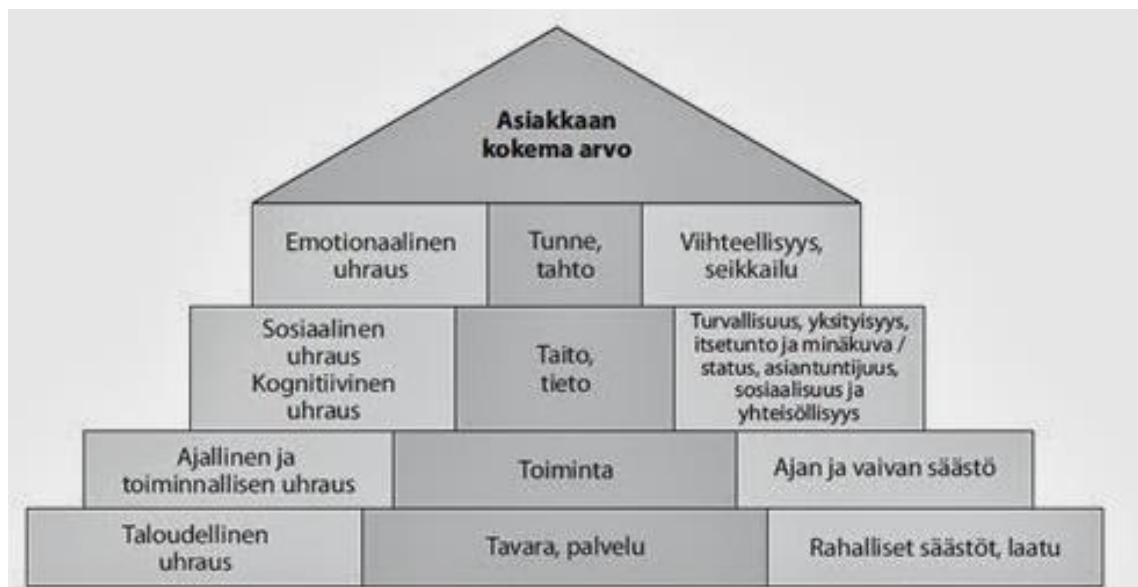 Asiakkaan
kokema arvo
Emotionaalinen
uhraus
Tunne,
tahto
Viihteellisyys,
seikkailu
Sosiaalinen
uhraus
Kognitiivinen
uhraus
Taito,
tieto
Turvallisuus, yksityisyys,
itsetunto ja minäkuva /
status, asiantuntijuus,
sosiaalisuus ja
yhteisöllisyys
Ajallinen ja
toiminnallisen uhraus
Toiminta
Ajan ja vaivan säästö
Taloudellinen
uhraus
Tavara, palvelu
Rahalliset säästöt, laatu